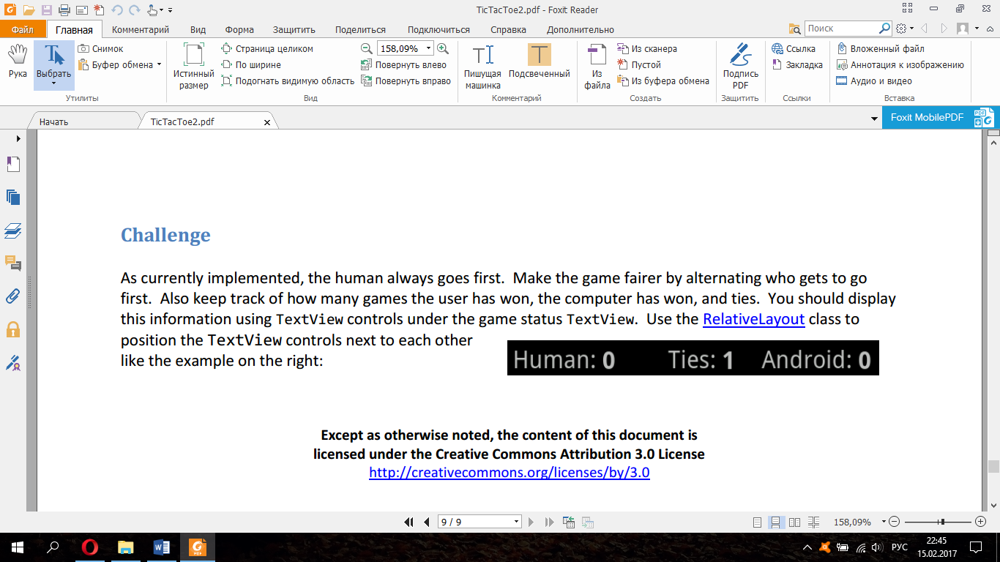 TicTacToe2.pdf - Foxit Reader
Файл Главная Комментарий Вид Форма Защитить Поделиться Подключиться Справка Дополнительно Поиск
Рука
Выбрать
Снимок
Буфер обмена
Утилиты
Истинный размер
Страница целиком
По ширине
Подогнать видимую область
158,09%
Повернуть влево
Повернуть вправо
Вид
Пишущая машинка
Подсвеченный
Комментарий
Из файла
Из сканера
Пустой
Из буфера обмена
Создать
Подпись PDF
Защитить
Ссылка
Закладка
Ссылки
Вложенный файл
Аннотация к изображению
Аудио и видео
Вставка
Начать TicTacToe2.pdf Foxit MobilePDF
Challenge
As currently implemented, the human always goes first. Make the game fairer by alternating who gets to go
first. Also keep track of how many games the user has won, the computer has won, and ties. You should display
this information using TextView controls under the game status TextView. Use the RelativeLayout class to
position the TextView controls next to each other
like the example on the right:
Human: 0 Ties: 1 Android: 0
Except as otherwise noted, the content of this document is
licensed under the Creative Commons Attribution 3.0 License
http://creativecommons.org/licenses/by/3.0
9 / 9 158,09%
РУС 22:45
15.02.2017